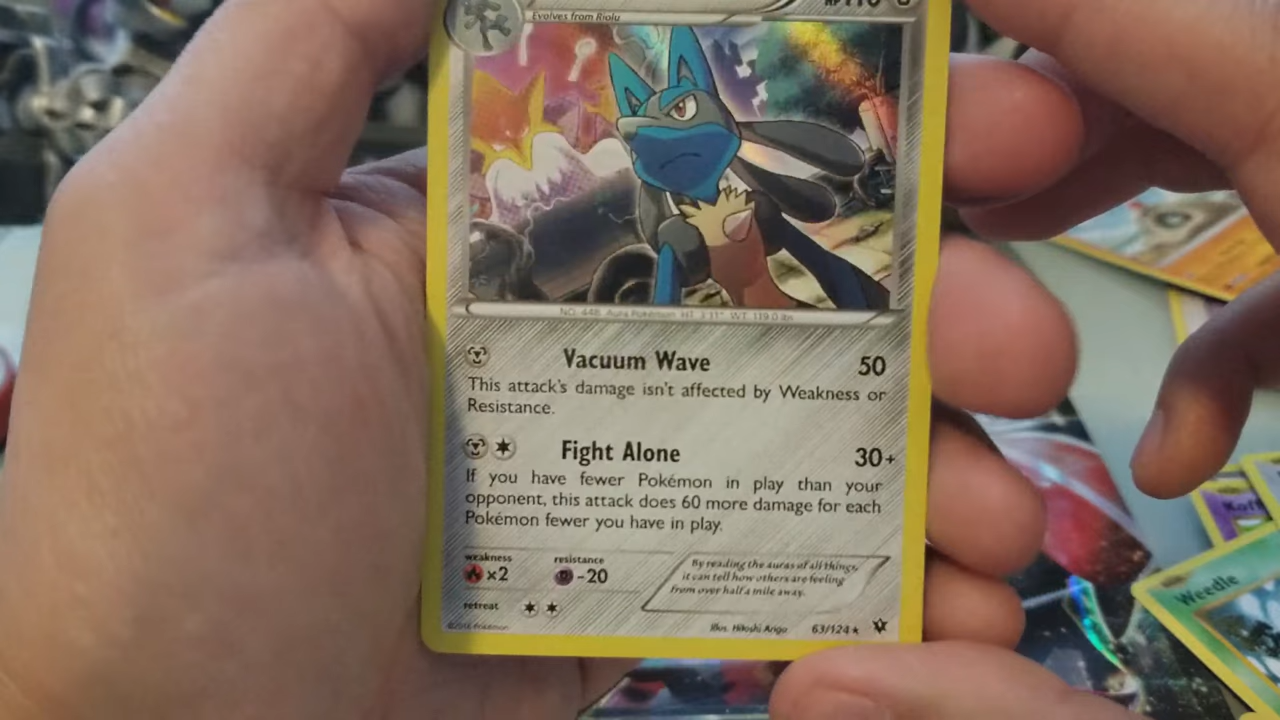 Evolves from Riolu
NO. 448 Aura Pokémon HT: 3'11" WT: 119.0 lbs
Vacuum Wave 50
This attack's damage isn't affected by Weakness or
Resistance.
Fight Alone 30+
If you have fewer Pokémon in play than your
opponent, this attack does 60 more damage for each
Pokémon fewer you have in play.
weakness resistance
x2 -20
By reading the auras of all things,
it can tell how others are feeling
from over half a mile away.
retreat
Illus. Hitoshi Ariga 63/124
Weedle